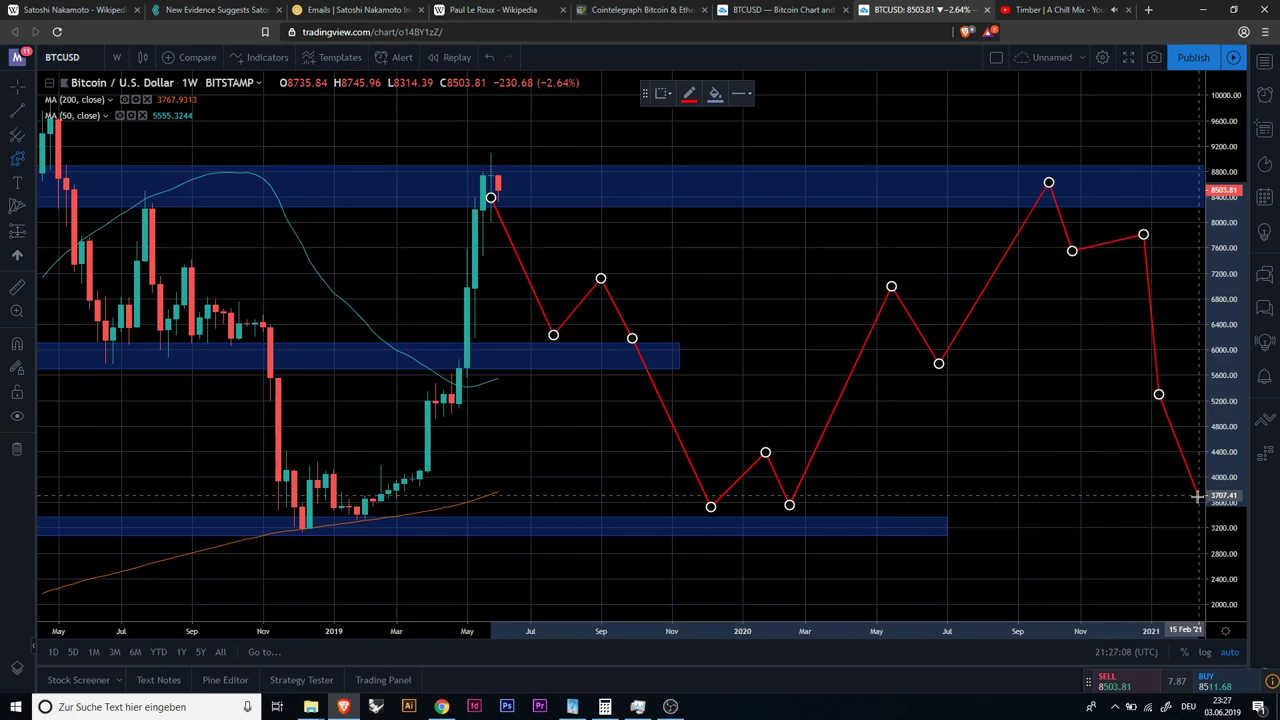 Satoshi Nakamoto - Wikipedi
New Evidence Suggests Satos
Emails | Satoshi Nakamoto In
Paul Le Roux - Wikipedia
Cointelegraph Bitcoin & Ethe
BTCUSD — Bitcoin Chart and
BTCUSD: 8503.81 ▼−2.64%
Timber | A Chill Mix - You
tradingview.com/chart/o14BY1zZ/
M
11
BTCUSD
W
Compare
Indicators
Templates
Alert
Replay
Unnamed
Publish
Bitcoin / U.S. Dollar · 1W · BITSTAMP
O8735.84 H8745.96 L8314.39 C8503.81 −230.68 (−2.64%)
MA (200, close) 3767.9313
MA (50, close) 5555.3244
10000.00
9600.00
9200.00
8800.00
8503.81
8400.00
8000.00
7600.00
7200.00
6800.00
6400.00
6000.00
5600.00
5200.00
4800.00
4400.00
4000.00
3707.41
3600.00
3200.00
2800.00
2400.00
2000.00
May
Jul
Sep
Nov
2019
Mar
May
Jul
Sep
Nov
2020
Mar
May
Jul
Sep
Nov
2021
15 Feb '21
1D 5D 1M 3M 6M YTD 1Y 5Y All
Go to...
21:27:08 (UTC)
% log auto
Stock Screener
Text Notes
Pine Editor
Strategy Tester
Trading Panel
SELL
8503.81
7.87
BUY
8511.68
Zur Suche Text hier eingeben
DEU
23:27
03.06.2019